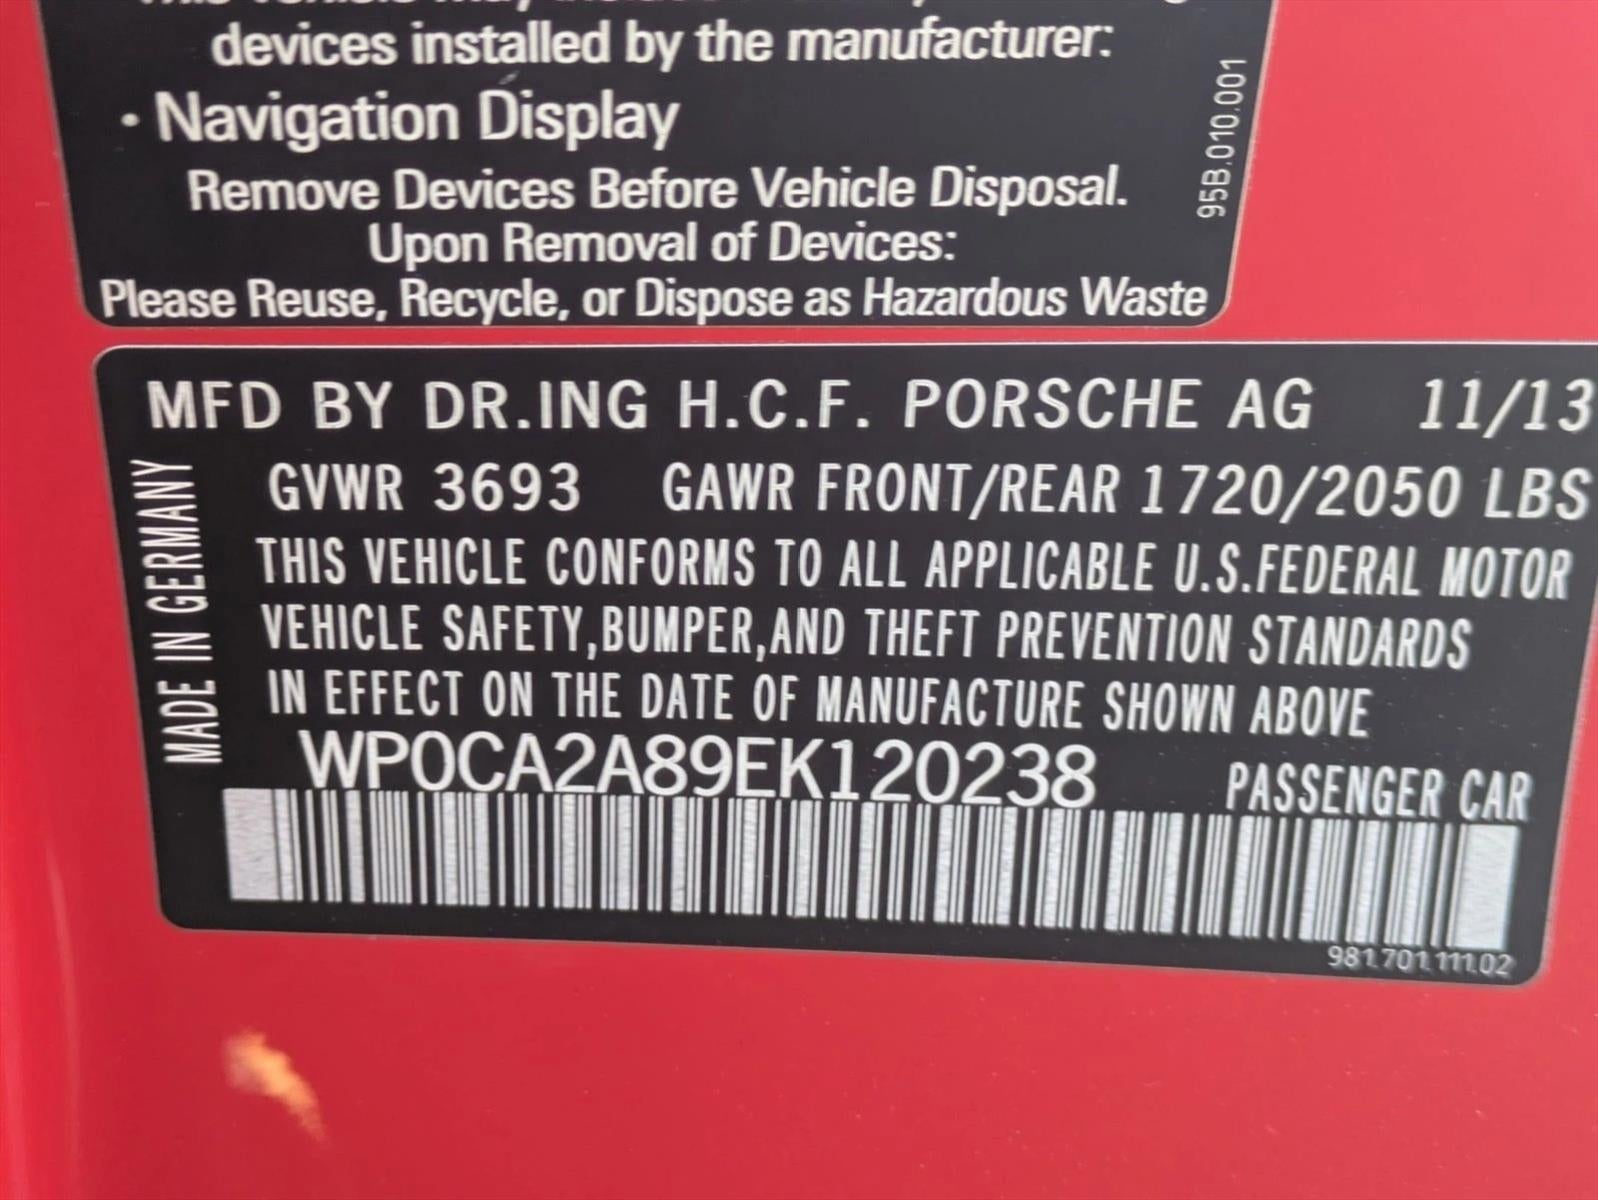 devices installed by the manufacturer:
• Navigation Display
Remove Devices Before Vehicle Disposal.
Upon Removal of Devices:
Please Reuse, Recycle, or Dispose as Hazardous Waste
95B.010.001
MFD BY DR.ING H.C.F. PORSCHE AG 11/13
GVWR 3693 GAWR FRONT/REAR 1720/2050 LBS
THIS VEHICLE CONFORMS TO ALL APPLICABLE U.S.FEDERAL MOTOR
VEHICLE SAFETY,BUMPER,AND THEFT PREVENTION STANDARDS
IN EFFECT ON THE DATE OF MANUFACTURE SHOWN ABOVE
MADE IN GERMANY
WP0CA2A89EK120238 PASSENGER CAR
981.701.111.02